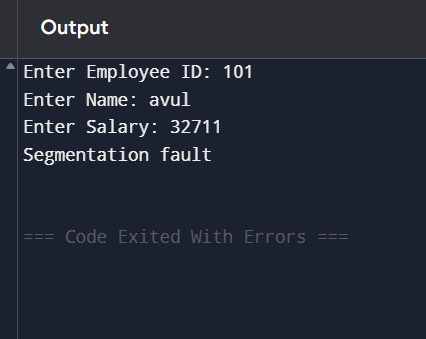 Output
Enter Employee ID: 101
Enter Name: avul
Enter Salary: 32711
Segmentation fault
=== Code Exited With Errors ===